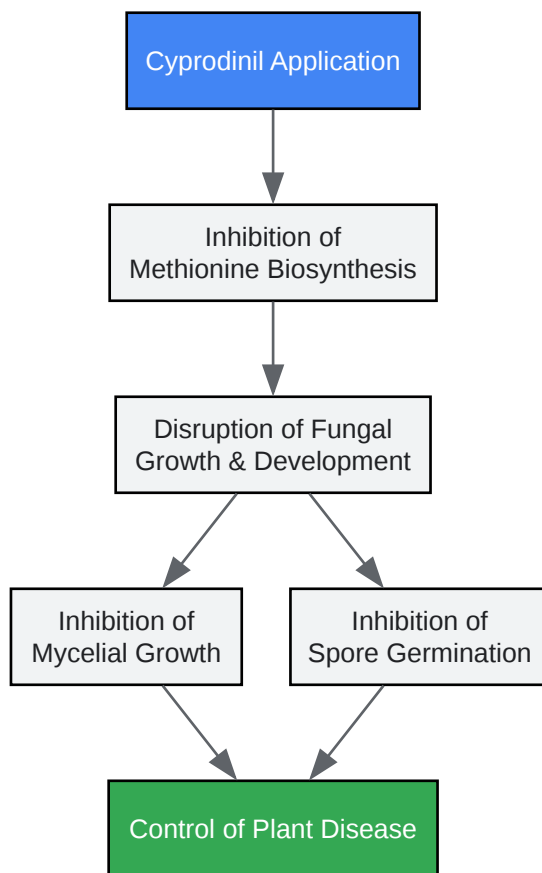 Cyprodinil Application
Inhibition of
Methionine Biosynthesis
Disruption of Fungal
Growth & Development
Inhibition of
Mycelial Growth
Inhibition of
Spore Germination
Control of Plant Disease